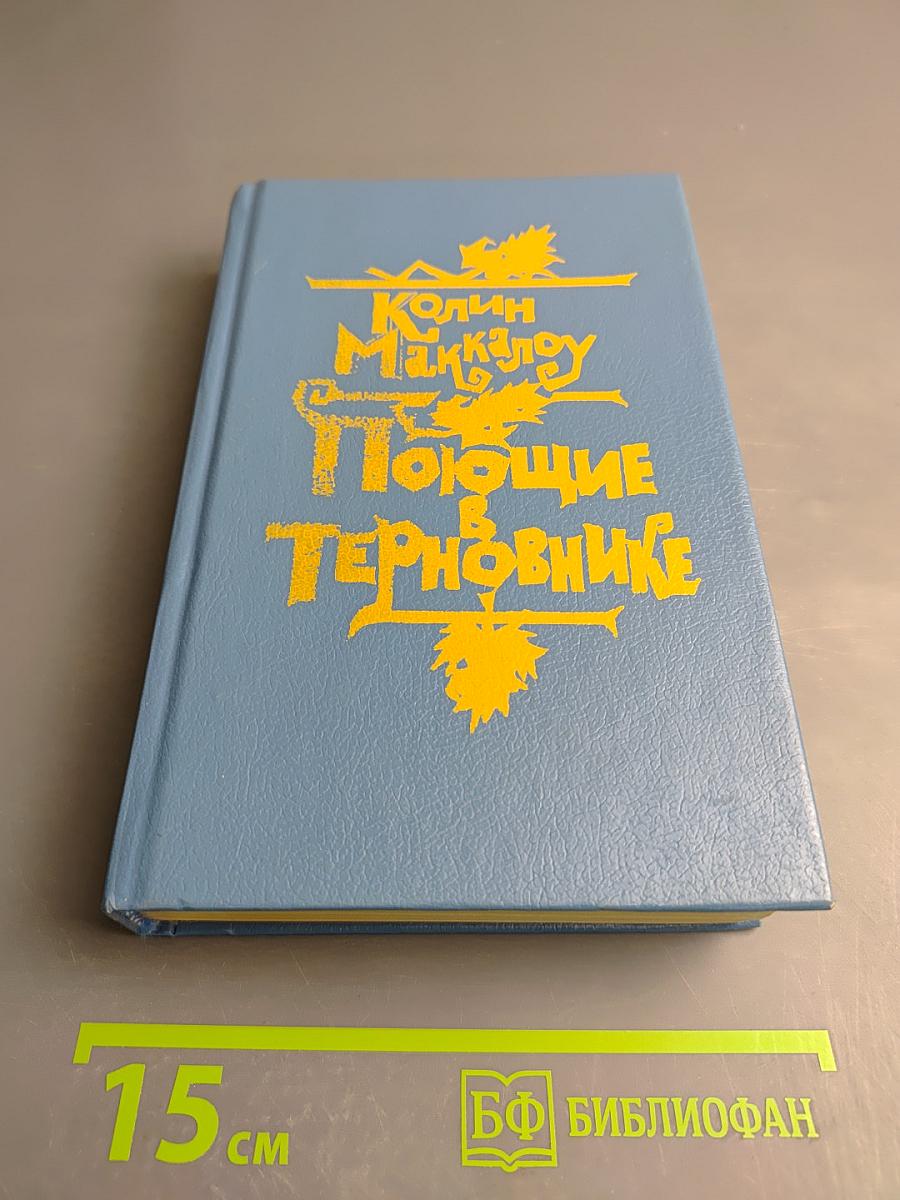 Колин
Маккалоу
Поющие
в
Терновнике
15 см
БФ БИБЛИОФАН